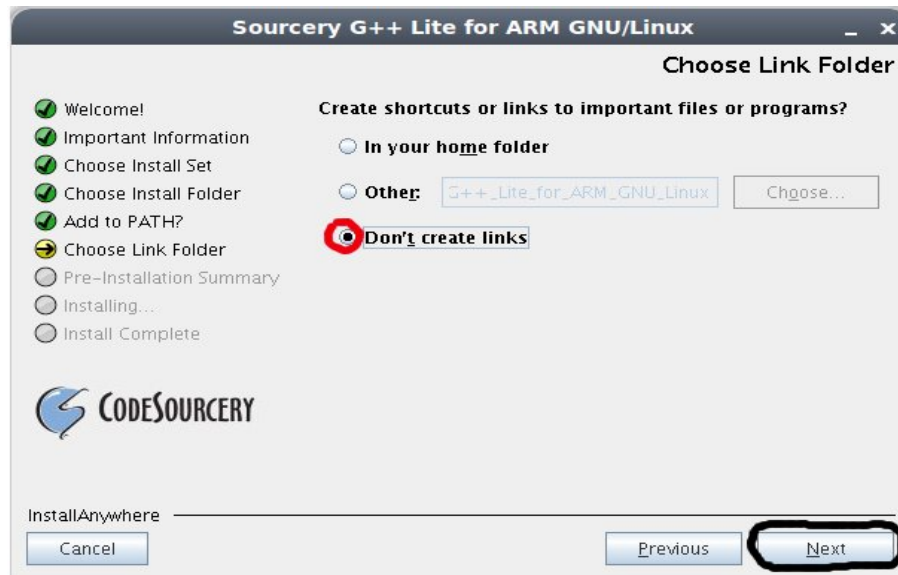 Sourcery G++ Lite for ARM GNU/Linux
Choose Link Folder
Welcome!
Important Information
Choose Install Set
Choose Install Folder
Add to PATH?
Choose Link Folder
Pre-Installation Summary
Installing...
Install Complete
CODESOURCERY
Create shortcuts or links to important files or programs?
In your home folder
Other: G++_Lite_for_ARM_GNU_Linux Choose...
Don't create links
InstallAnywhere
Cancel Previous Next